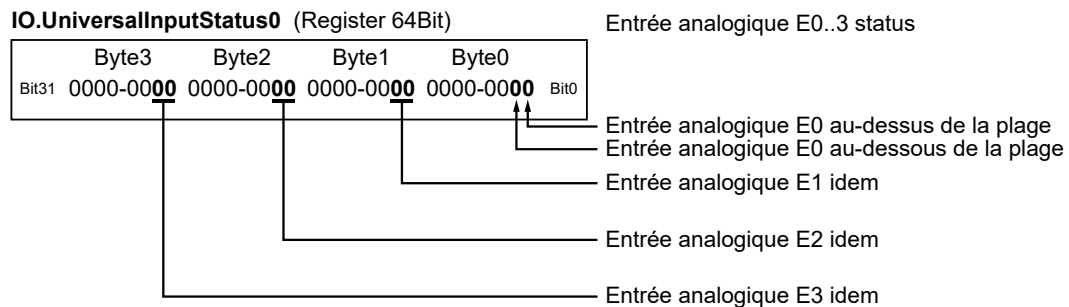 IO.UniversalInputStatus0 (Register 64Bit) Entrée analogique E0..3 status
Byte3 Byte2 Byte1 Byte0
Bit31 0000-0000 0000-0000 0000-0000 0000-0000 Bit0
Entrée analogique E0 au-dessus de la plage
Entrée analogique E0 au-dessous de la plage
Entrée analogique E1 idem
Entrée analogique E2 idem
Entrée analogique E3 idem